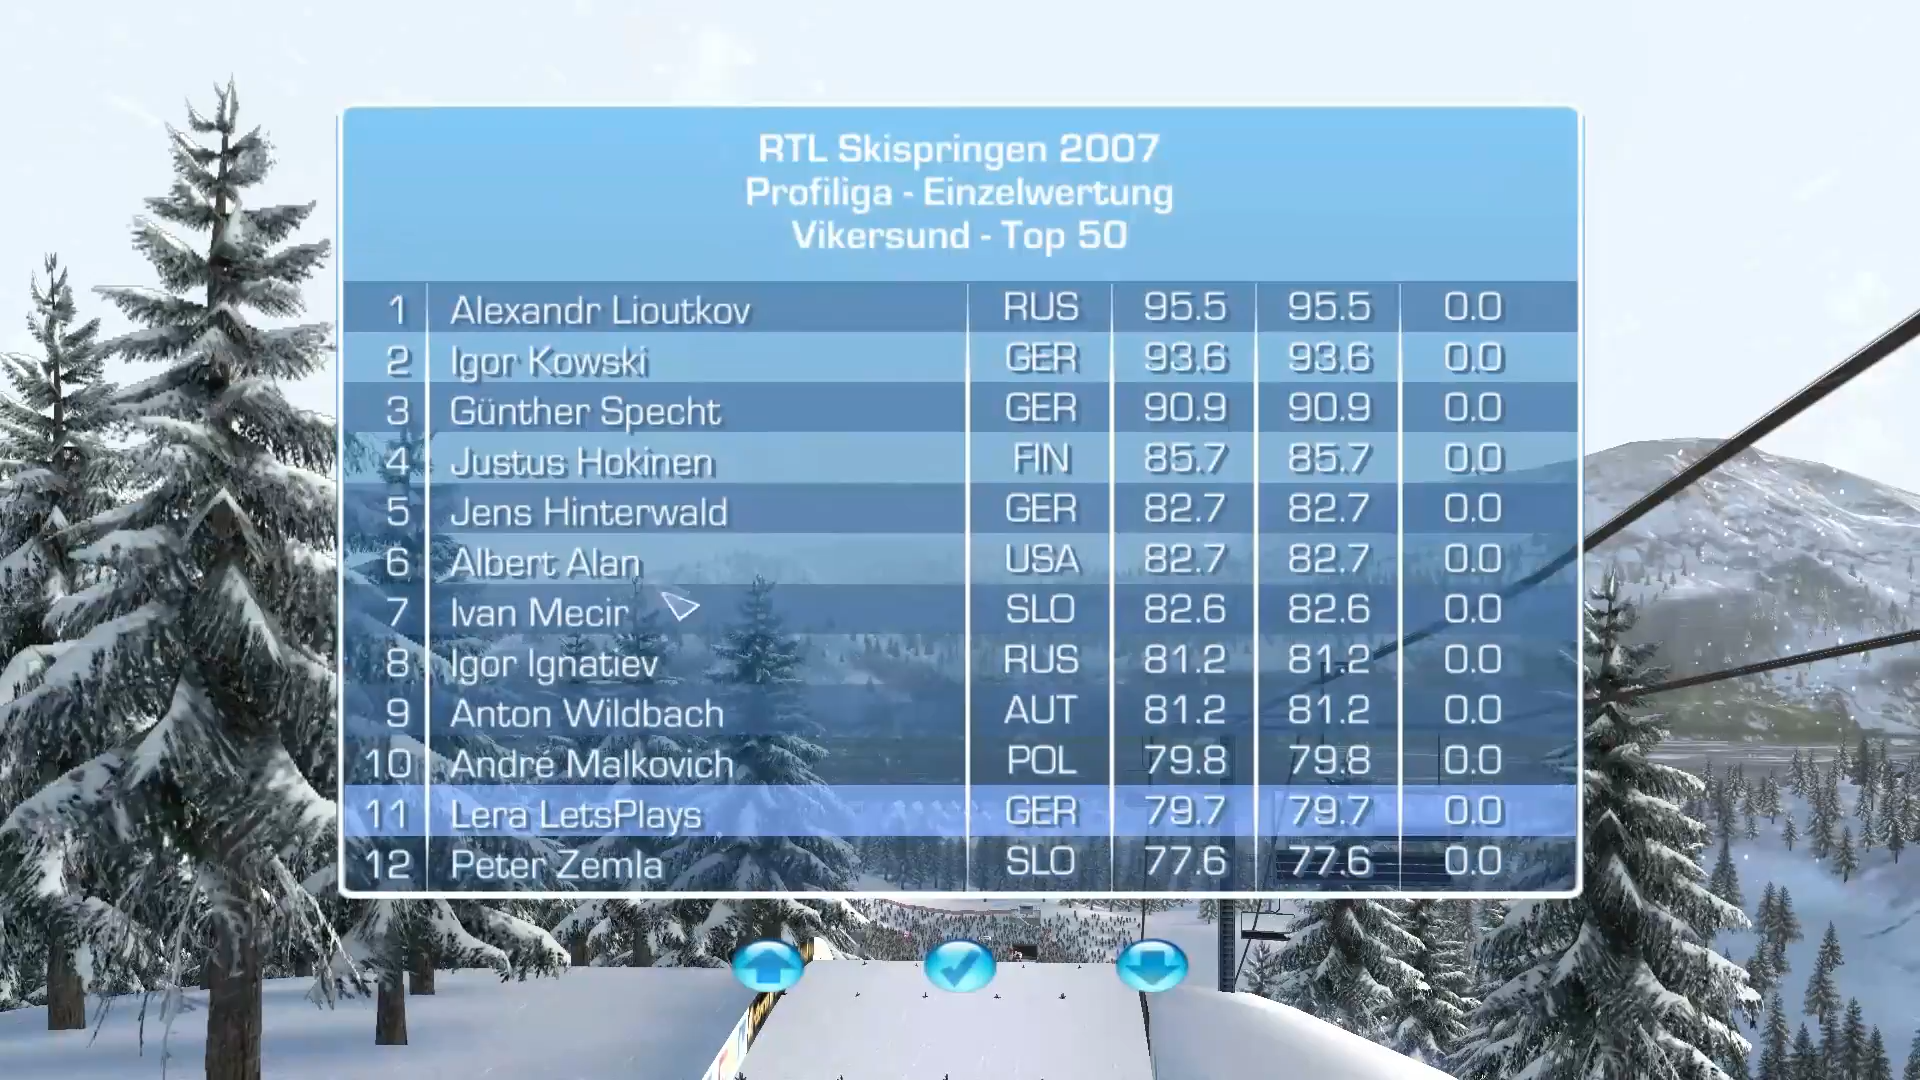 RTL Skispringen 2007
Profiliga - Einzelwertung
Vikersund - Top 50
1 Alexandr Lioutkov RUS 95.5 95.5 0.0
2 Igor Kowski GER 93.6 93.6 0.0
3 Günther Specht GER 90.9 90.9 0.0
4 Justus Hokinen FIN 85.7 85.7 0.0
5 Jens Hinterwald GER 82.7 82.7 0.0
6 Albert Alan USA 82.7 82.7 0.0
7 Ivan Mecir SLO 82.6 82.6 0.0
8 Igor Ignatiev RUS 81.2 81.2 0.0
9 Anton Wildbach AUT 81.2 81.2 0.0
10 Andre Malkovich POL 79.8 79.8 0.0
11 Lera LetsPlays GER 79.7 79.7 0.0
12 Peter Zemla SLO 77.6 77.6 0.0